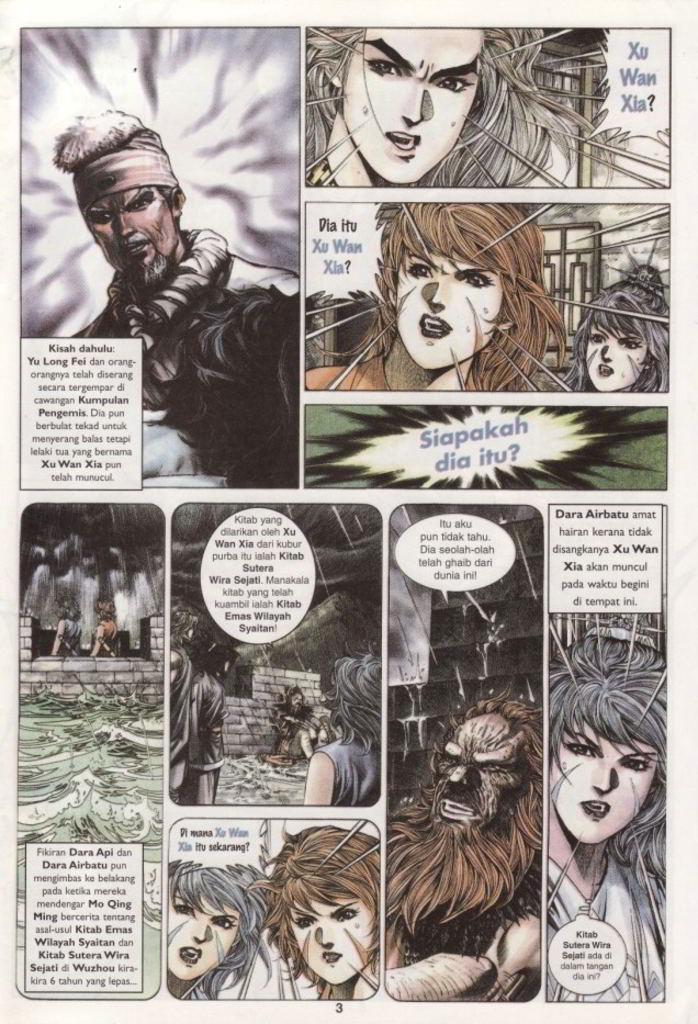 Kisah dahulu:
Yu Long Fei dan orang-
orangnya telah diserang
secara tergempar di
cawangan Kumpulan
Pengemis. Dia pun
berbulat tekad untuk
menyerang balas tetapi
lelaki tua yang bernama
Xu Wan Xia pun
telah munucul.
Xu
Wan
Xia?
Dia itu
Xu Wan
Xia?
Siapakah
dia itu?
Fikiran Dara Api dan
Dara Airbatu pun
mengimbas ke belakang
pada ketika mereka
mendengar Mo Qing
Ming bercerita tentang
asal-usul Kitab Emas
Wilayah Syaitan dan
Kitab Sutera Wira
Sejati di Wuzhou kira-
kira 6 tahun yang lepas...
Kitab yang
dilarikan oleh Xu
Wan Xia dari kubur
purba itu ialah Kitab
Sutera
Wira Sejati. Manakala
kitab yang telah
kuambil ialah Kitab
Emas Wilayah
Syaitan!
Di mana Xu Wan
Xia itu sekarang?
Itu aku
pun tidak tahu.
Dia seolah-olah
telah ghaib dari
dunia ini!
Dara Airbatu amat
hairan kerana tidak
disangkanya Xu Wan
Xia akan muncul
pada waktu begini
di tempat ini.
Kitab
Sutera Wira
Sejati ada di
dalam tangan
dia ini?
3